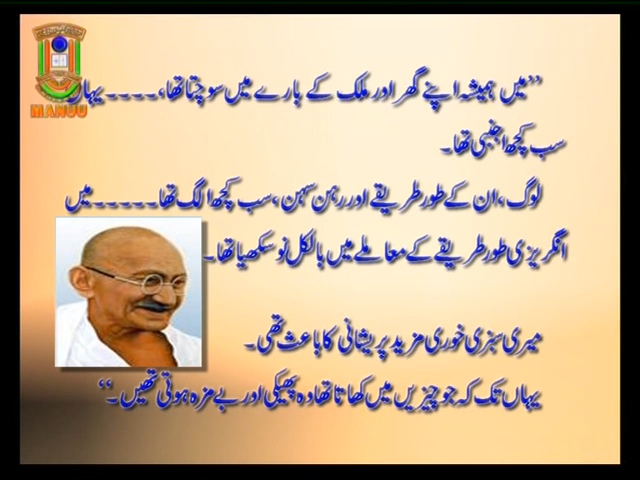 MANUU
”میں ہمیشہ اپنے گھر اور ملک کے بارے میں سوچتا تھا،۔۔۔۔یہاں
سب کچھ اجنبی تھا۔
لوگ، ان کے طور طریقے اور رہن سہن، سب کچھ الگ تھا۔۔۔۔۔میں
انگریزی طور طریقے کے معاملے میں بالکل نو سکھیا تھا۔
میری سبزی خوری مزید پریشانی کا باعث تھی۔
یہاں تک کہ جو چیزیں میں کھاتا تھا وہ پھیکی اور بے مزہ ہوتی تھیں۔“